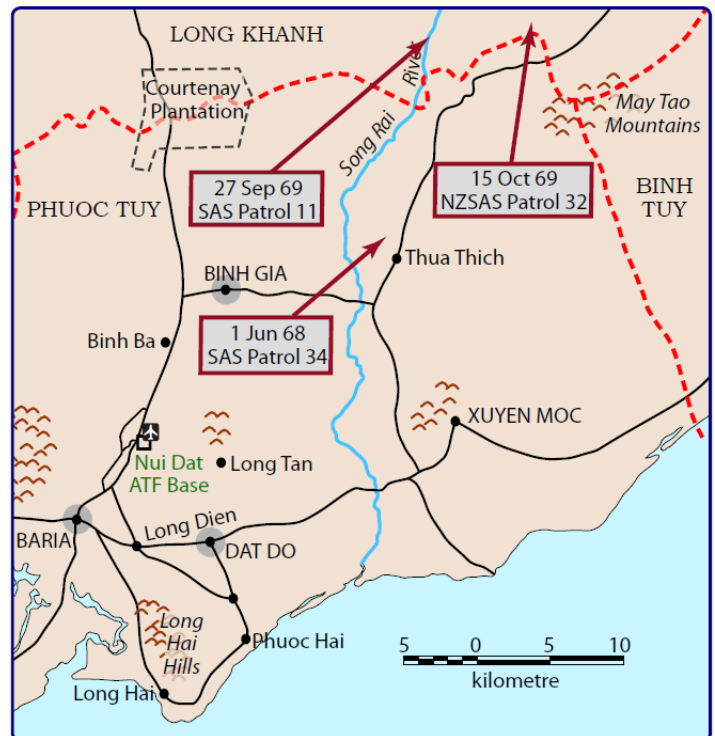 LONG KHANH
Courtenay
Plantation
River
Song Rai
May Tao
Mountains
27 Sep 69
SAS Patrol 11
15 Oct 69
NZSAS Patrol 32
PHUOC TUY
BINH
TUY
Thua Thich
BINH GIA
1 Jun 68
SAS Patrol 34
Binh Ba
XUYEN MOC
Nui Dat
ATF Base
Long Tan
Long Dien
BARIA
DAT DO
Long
Hai
Hills
Phuoc Hai
5 0 5 10
kilometre
Long Hai